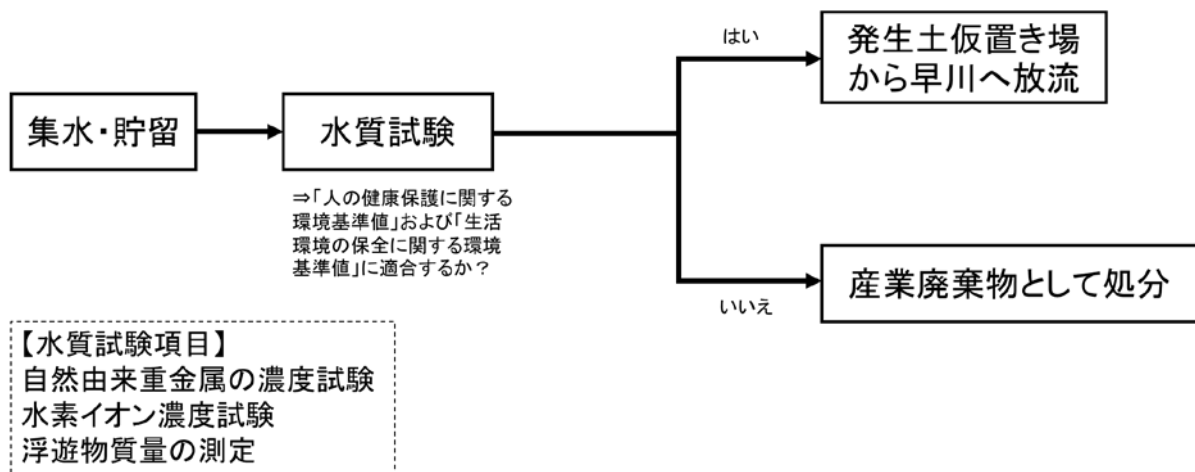 集水・貯留
水質試験
⇒「人の健康保護に関する
環境基準値」および「生活
環境の保全に関する環境
基準値」に適合するか？
はい
発生土仮置き場
から早川へ放流
いいえ
産業廃棄物として処分
【水質試験項目】
自然由来重金属の濃度試験
水素イオン濃度試験
浮遊物質量の測定